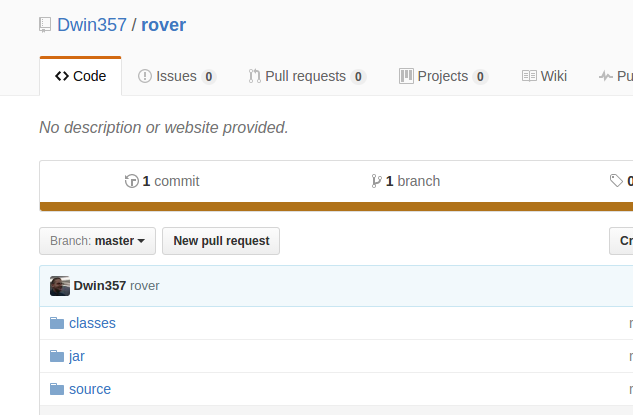 Dwin357 / rover
Code Issues 0 Pull requests 0 Projects 0 Wiki Pu
No description or website provided.
1 commit 1 branch 0
Branch: master New pull request Cr
Dwin357 rover
classes
jar
source